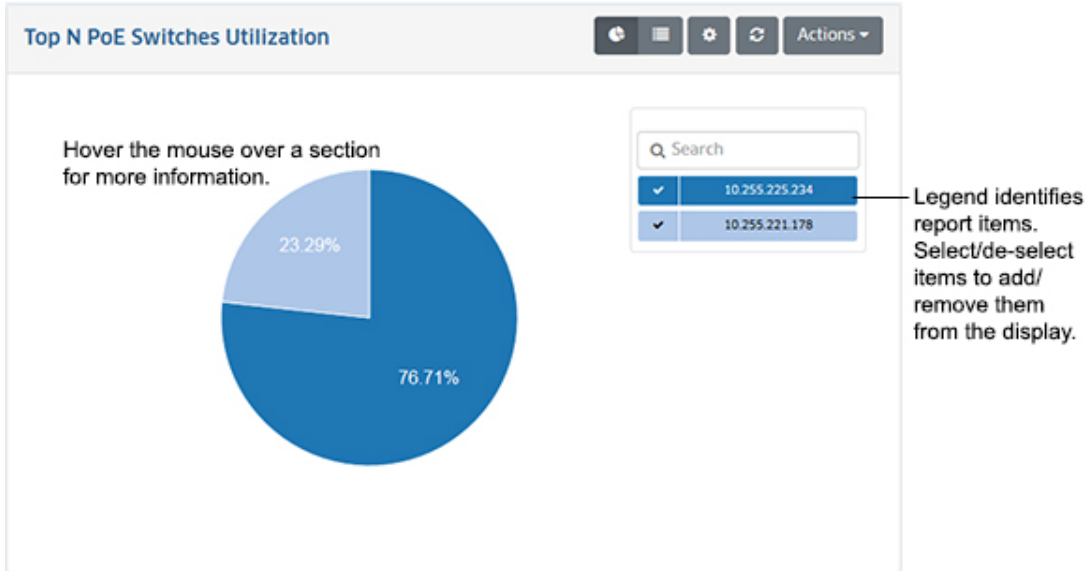 Top N PoE Switches Utilization
Actions
Hover the mouse over a section
for more information.
Search
10.255.225.234
10.255.221.178
23.29%
76.71%
Legend identifies
report items.
Select/de-select
items to add/
remove them
from the display.